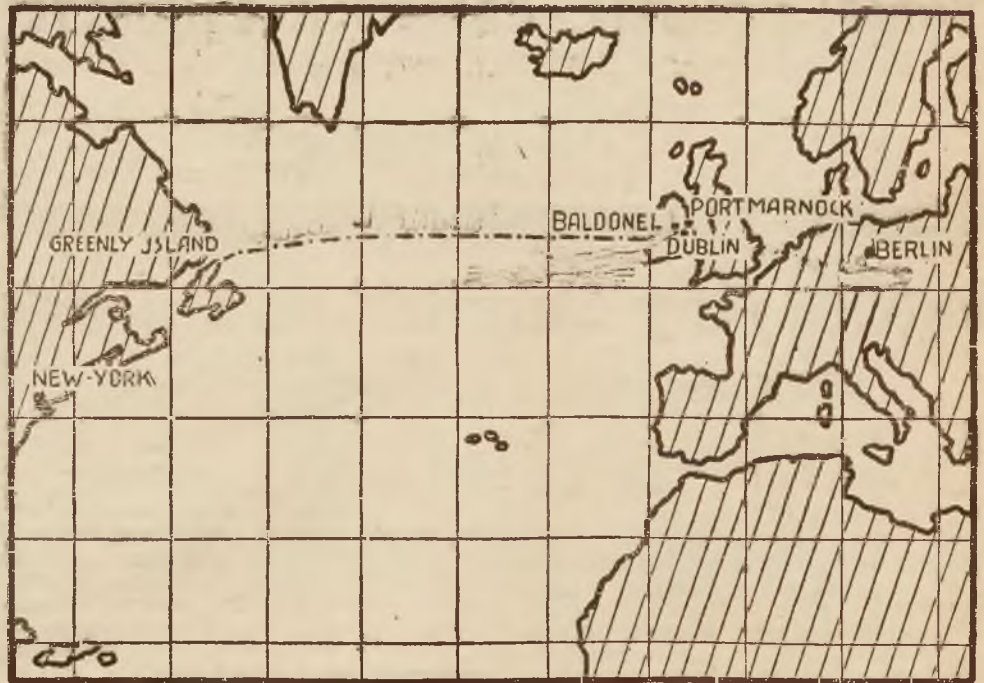 PORTMARNOCK
BALDONEL
GREENLY JSLAND
DUBLIN
BERLIN
NEW-YORK